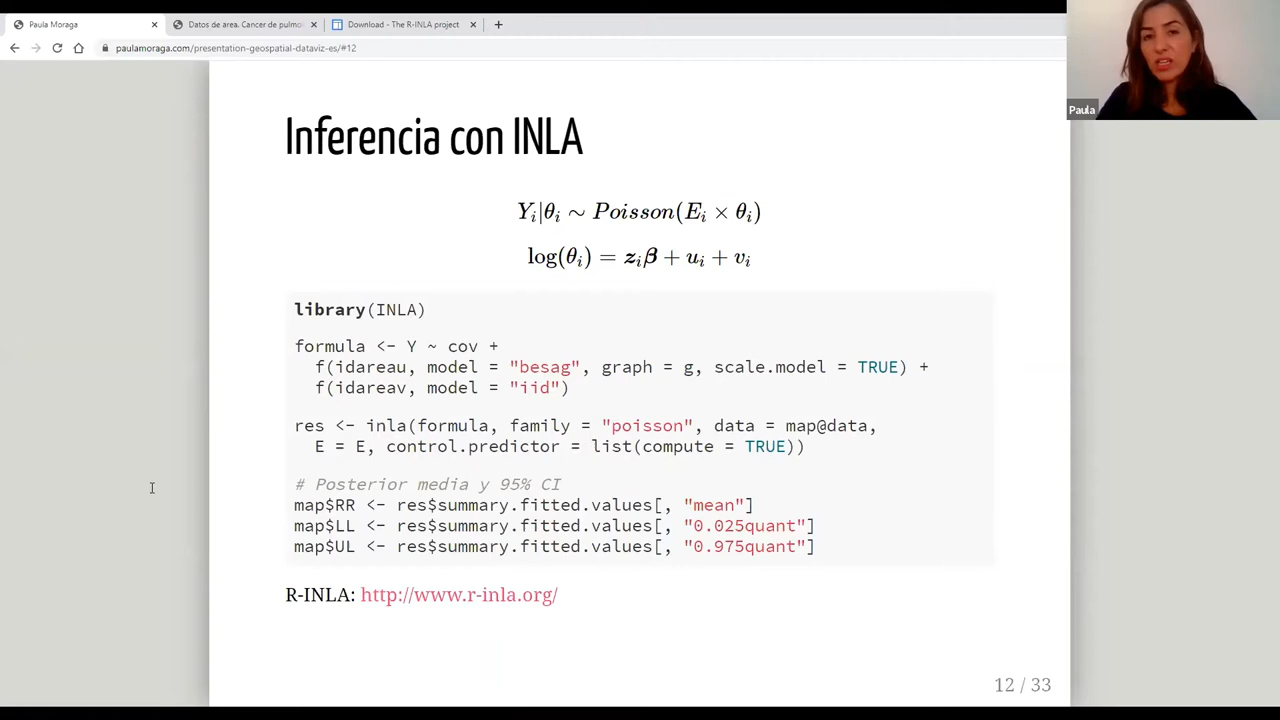 Paula Moraga
Datos de area. Cancer de pulmo
Download - The R-INLA project
paulamoraga.com/presentation-geospatial-dataviz-es/#12
Paula
Inferencia con INLA
Y_i|θ_i ∼ Poisson(E_i × θ_i)
log(θ_i) = z_iβ + u_i + v_i
library(INLA)
formula <- Y ~ cov +
f(idareau, model = "besag", graph = g, scale.model = TRUE) +
f(idareav, model = "iid")
res <- inla(formula, family = "poisson", data = map@data,
E = E, control.predictor = list(compute = TRUE))
# Posterior media y 95% CI
map$RR <- res$summary.fitted.values[, "mean"]
map$LL <- res$summary.fitted.values[, "0.025quant"]
map$UL <- res$summary.fitted.values[, "0.975quant"]
R-INLA: http://www.r-inla.org/
12 / 33